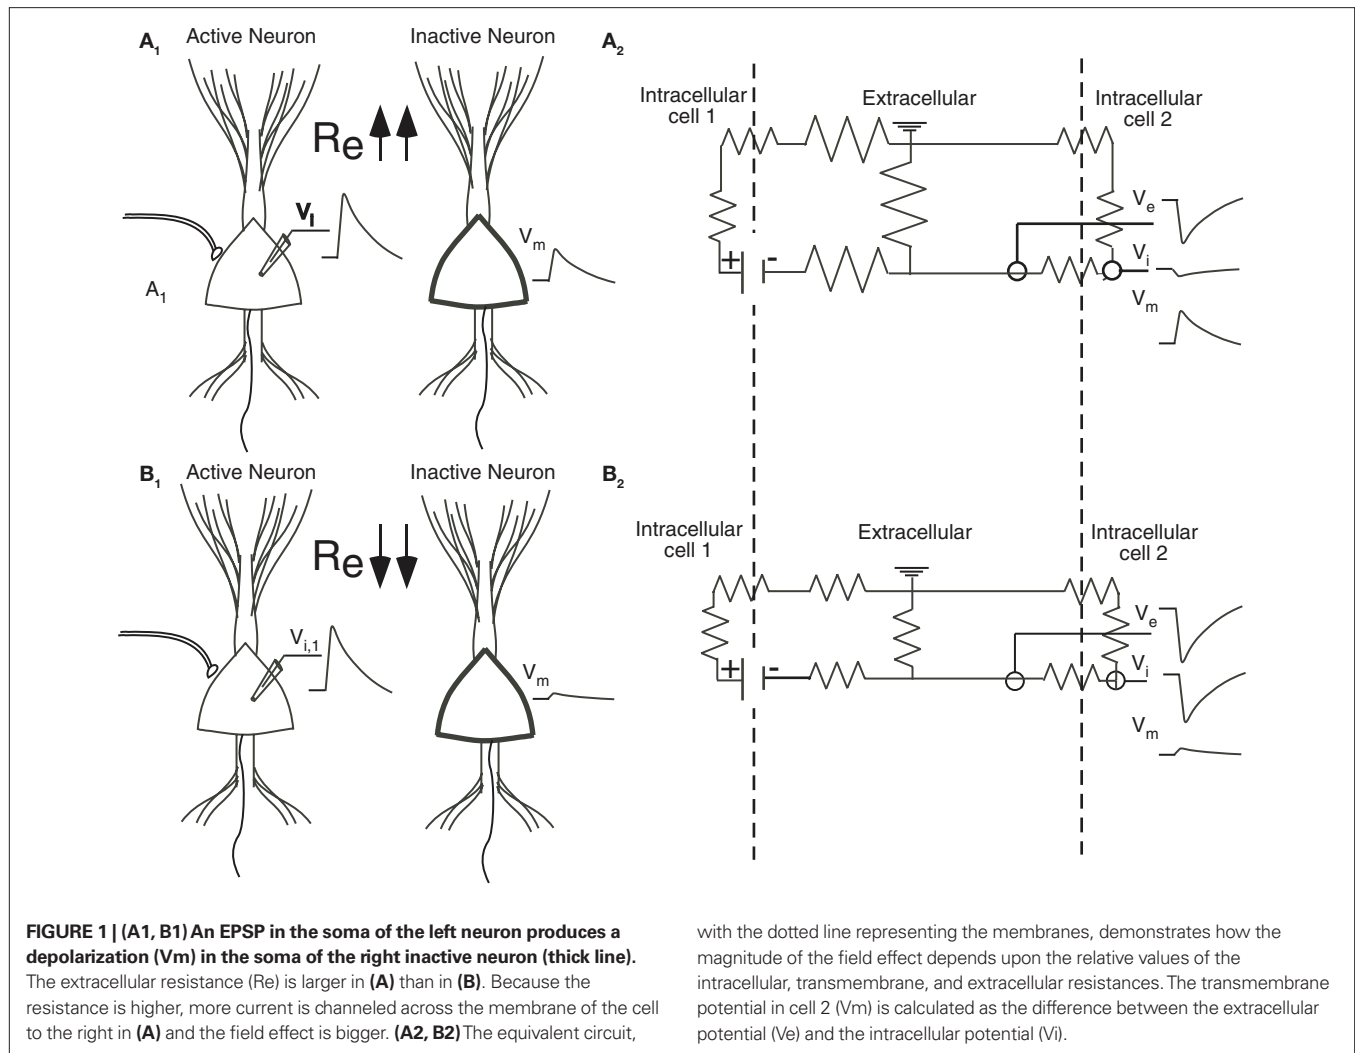 A1 Active Neuron Inactive Neuron
Re
VI
Vm
A1
A2
Intracellular
cell 1
Extracellular
Intracellular
cell 2
+ -
Ve
Vi
Vm
B1 Active Neuron Inactive Neuron
Re
Vi,1
Vm
B2
Intracellular
cell 1
Extracellular
Intracellular
cell 2
+ -
Ve
Vi
Vm
FIGURE 1 | (A1, B1) An EPSP in the soma of the left neuron produces a
depolarization (Vm) in the soma of the right inactive neuron (thick line).
The extracellular resistance (Re) is larger in (A) than in (B). Because the
resistance is higher, more current is channeled across the membrane of the cell
to the right in (A) and the field effect is bigger. (A2, B2) The equivalent circuit,
with the dotted line representing the membranes, demonstrates how the
magnitude of the field effect depends upon the relative values of the
intracellular, transmembrane, and extracellular resistances. The transmembrane
potential in cell 2 (Vm) is calculated as the difference between the extracellular
potential (Ve) and the intracellular potential (Vi).